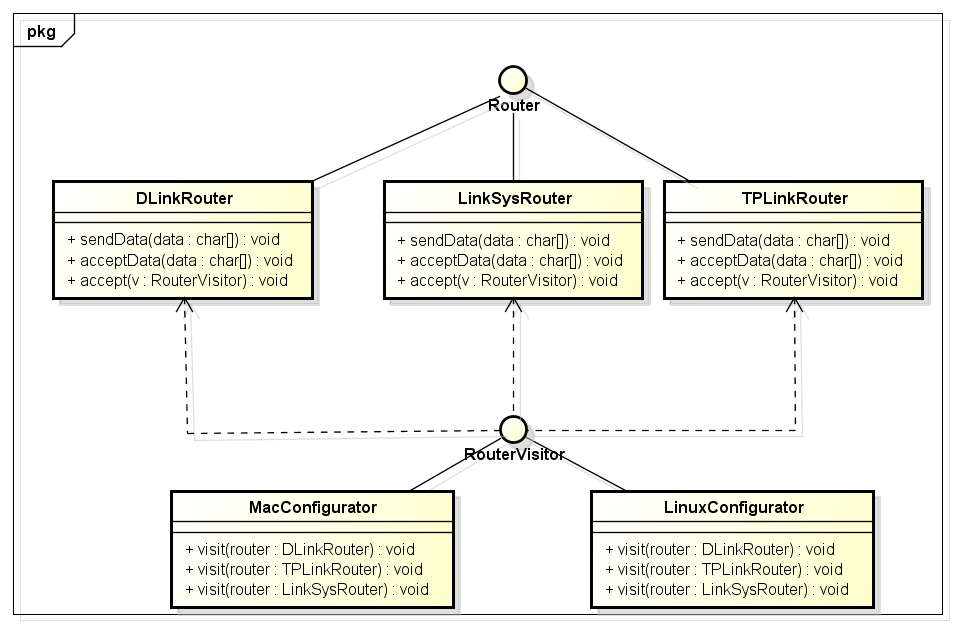 pkg
Router
DLinkRouter
+ sendData(data : char[]) : void
+ acceptData(data : char[]) : void
+ accept(v : RouterVisitor) : void
LinkSysRouter
+ sendData(data : char[]) : void
+ acceptData(data : char[]) : void
+ accept(v : RouterVisitor) : void
TPLinkRouter
+ sendData(data : char[]) : void
+ acceptData(data : char[]) : void
+ accept(v : RouterVisitor) : void
RouterVisitor
MacConfigurator
+ visit(router : DLinkRouter) : void
+ visit(router : TPLinkRouter) : void
+ visit(router : LinkSysRouter) : void
LinuxConfigurator
+ visit(router : DLinkRouter) : void
+ visit(router : TPLinkRouter) : void
+ visit(router : LinkSysRouter) : void